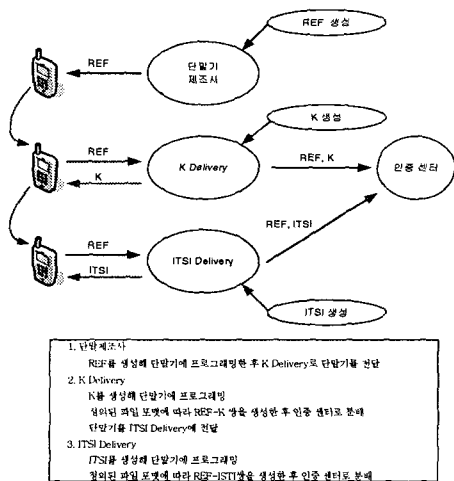 REF 생성
REF
단말기
제조사
K 생성
REF
K
K Delivery
REF, K
인증 센터
REF
ITSI
ITSI Delivery
REF, ITSI
ITSI 생성
1. 단말제조사
REF를 생성해 단말기에 프로그래밍한 후 K Delivery로 단말기를 전달
2. K Delivery
K를 생성해 단말기에 프로그래밍
정의된 파일 포맷에 따라 REF-K 쌍을 생성한 후 인증 센터로 분배
단말기를 ITSI Delivery에 전달
3. ITSI Delivery
ITSI를 생성해 단말기에 프로그래밍
정의된 파일 포맷에 따라 REF-ISTI쌍을 생성한 후 인증 센터로 분배